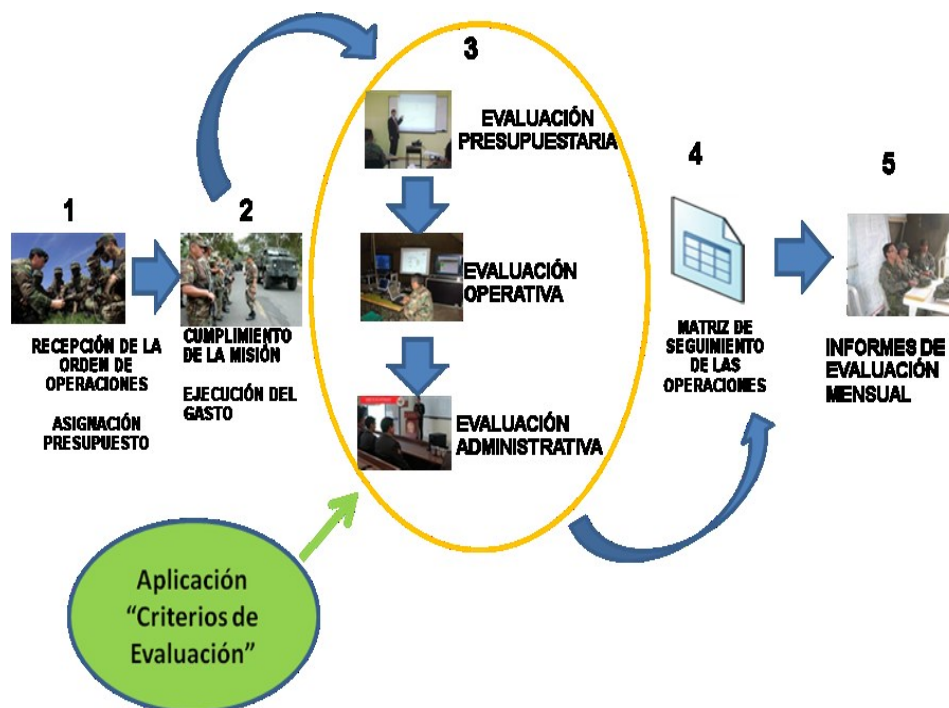 1
RECEPCIÓN DE LA
ORDEN DE
OPERACIONES
ASIGNACIÓN
PRESUPUESTO
2
CUMPLIMIENTO
DE LA MISIÓN
EJECUCIÓN DEL
GASTO
3
EVALUACIÓN
PRESUPUESTARIA
EVALUACIÓN
OPERATIVA
EVALUACIÓN
ADMINISTRATIVA
4
MATRIZ DE
SEGUIMIENTO
DE LAS
OPERACIONES
5
INFORMES DE
EVALUACIÓN
MENSUAL
Aplicación
“Criterios de
Evaluación”